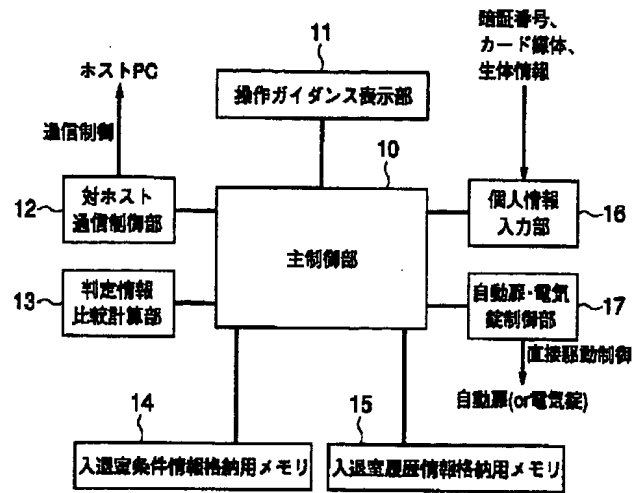 11
暗証番号、
カード媒体、
生体情報
ホストPC
操作ガイダンス表示部
通信制御
10
12
対ホスト
通信制御部
主制御部
個人情報
入力部
16
13
判定情報
比較計算部
自動扉・電気
錠制御部
17
直接駆動制御
自動扉(or電気錠)
14
15
入退室条件情報格納用メモリ
入退室履歴情報格納用メモリ